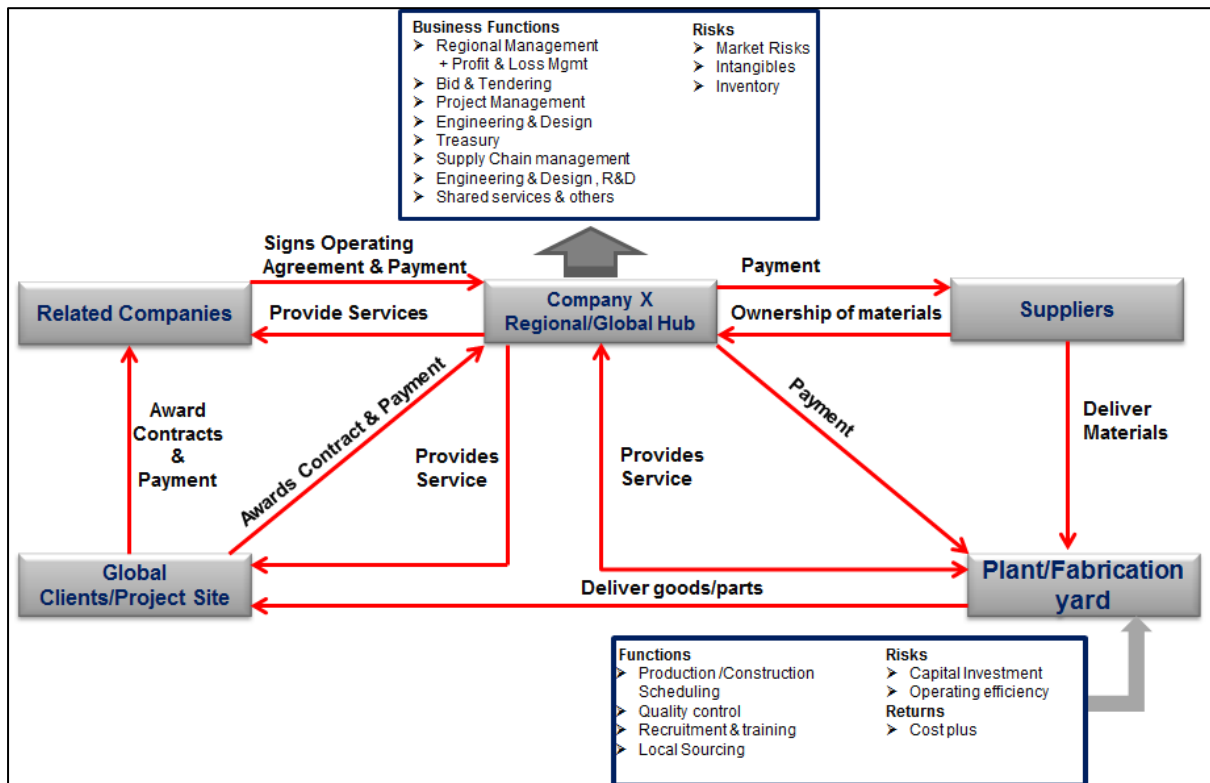 Business Functions
➢ Regional Management
+ Profit & Loss Mgmt
➢ Bid & Tendering
➢ Project Management
➢ Engineering & Design
➢ Treasury
➢ Supply Chain management
➢ Engineering & Design , R&D
➢ Shared services & others
Risks
➢ Market Risks
➢ Intangibles
➢ Inventory
Signs Operating
Agreement & Payment
Payment
Related Companies
Provide Services
Company X
Regional/Global Hub
Ownership of materials
Suppliers
Award
Contracts
&
Payment
Awards Contract & Payment
Provides
Service
Provides
Service
Payment
Deliver
Materials
Global
Clients/Project Site
Deliver goods/parts
Plant/Fabrication
yard
Functions
➢ Production /Construction
Scheduling
➢ Quality control
➢ Recruitment & training
➢ Local Sourcing
Risks
➢ Capital Investment
➢ Operating efficiency
Returns
➢ Cost plus